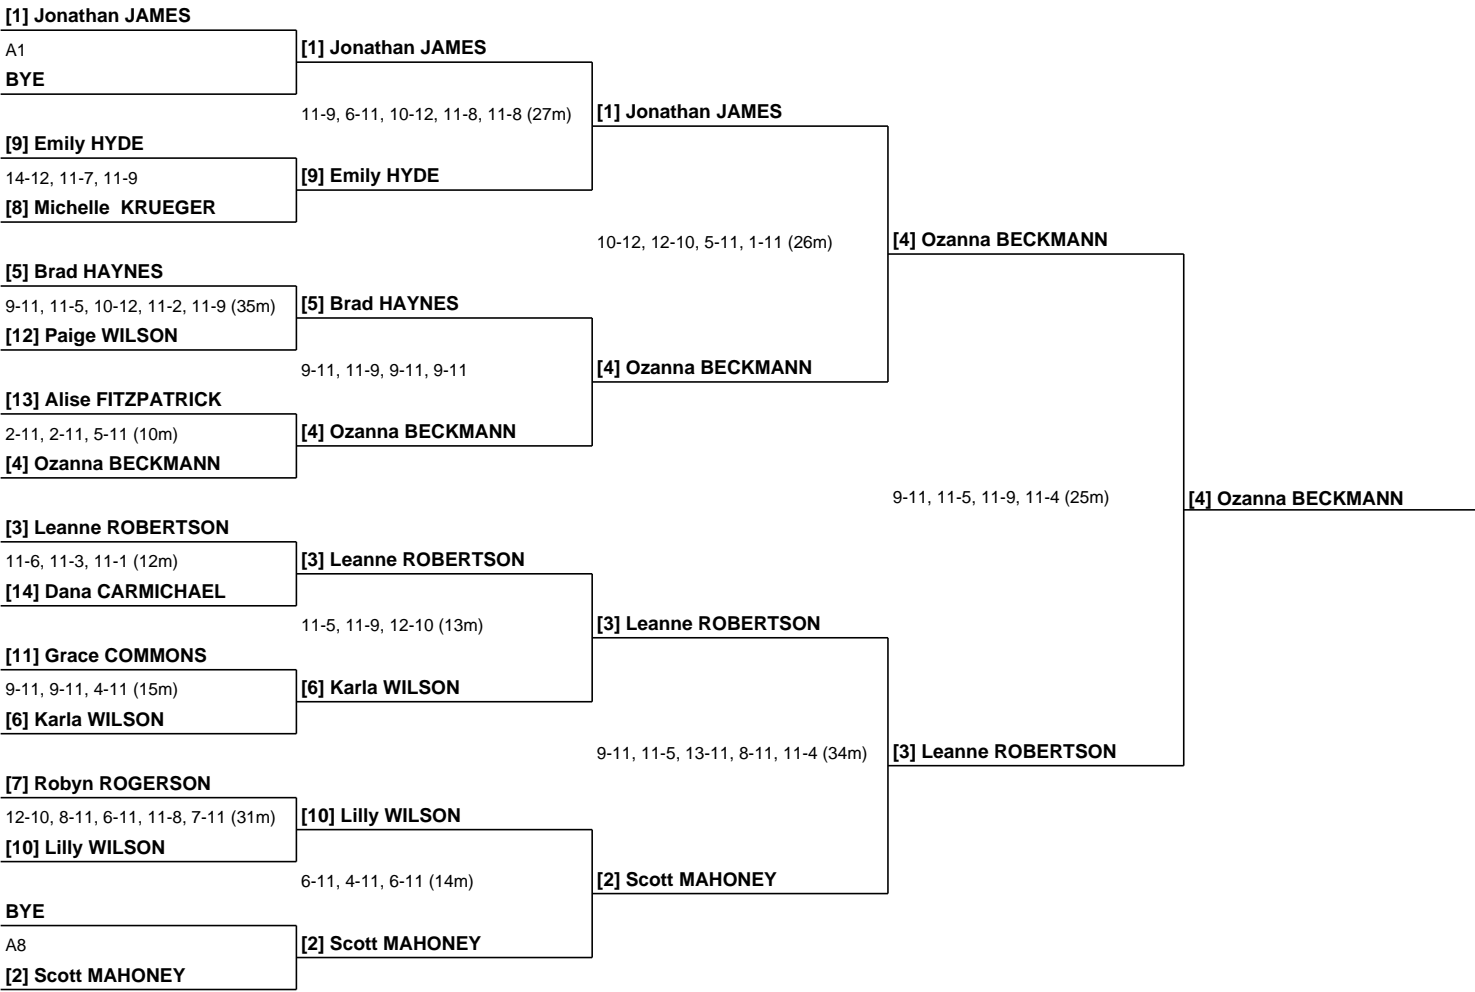 [1] Jonathan JAMES
A1
BYE
[9] Emily HYDE
14-12, 11-7, 11-9
[8] Michelle  KRUEGER
[5] Brad HAYNES
9-11, 11-5, 10-12, 11-2, 11-9 (35m)
[12] Paige WILSON
[13] Alise FITZPATRICK
2-11, 2-11, 5-11 (10m)
[4] Ozanna BECKMANN
[3] Leanne ROBERTSON
11-6, 11-3, 11-1 (12m)
[14] Dana CARMICHAEL
[11] Grace COMMONS
9-11, 9-11, 4-11 (15m)
[6] Karla WILSON
[7] Robyn ROGERSON
12-10, 8-11, 6-11, 11-8, 7-11 (31m)
[10] Lilly WILSON
BYE
A8
[2] Scott MAHONEY
[1] Jonathan JAMES
11-9, 6-11, 10-12, 11-8, 11-8 (27m)
[9] Emily HYDE
[5] Brad HAYNES
9-11, 11-9, 9-11, 9-11
[4] Ozanna BECKMANN
[3] Leanne ROBERTSON
11-5, 11-9, 12-10 (13m)
[6] Karla WILSON
[10] Lilly WILSON
6-11, 4-11, 6-11 (14m)
[2] Scott MAHONEY
[1] Jonathan JAMES
10-12, 12-10, 5-11, 1-11 (26m)
[4] Ozanna BECKMANN
[3] Leanne ROBERTSON
9-11, 11-5, 13-11, 8-11, 11-4 (34m)
[2] Scott MAHONEY
[4] Ozanna BECKMANN
9-11, 11-5, 11-9, 11-4 (25m)
[3] Leanne ROBERTSON
[4] Ozanna BECKMANN